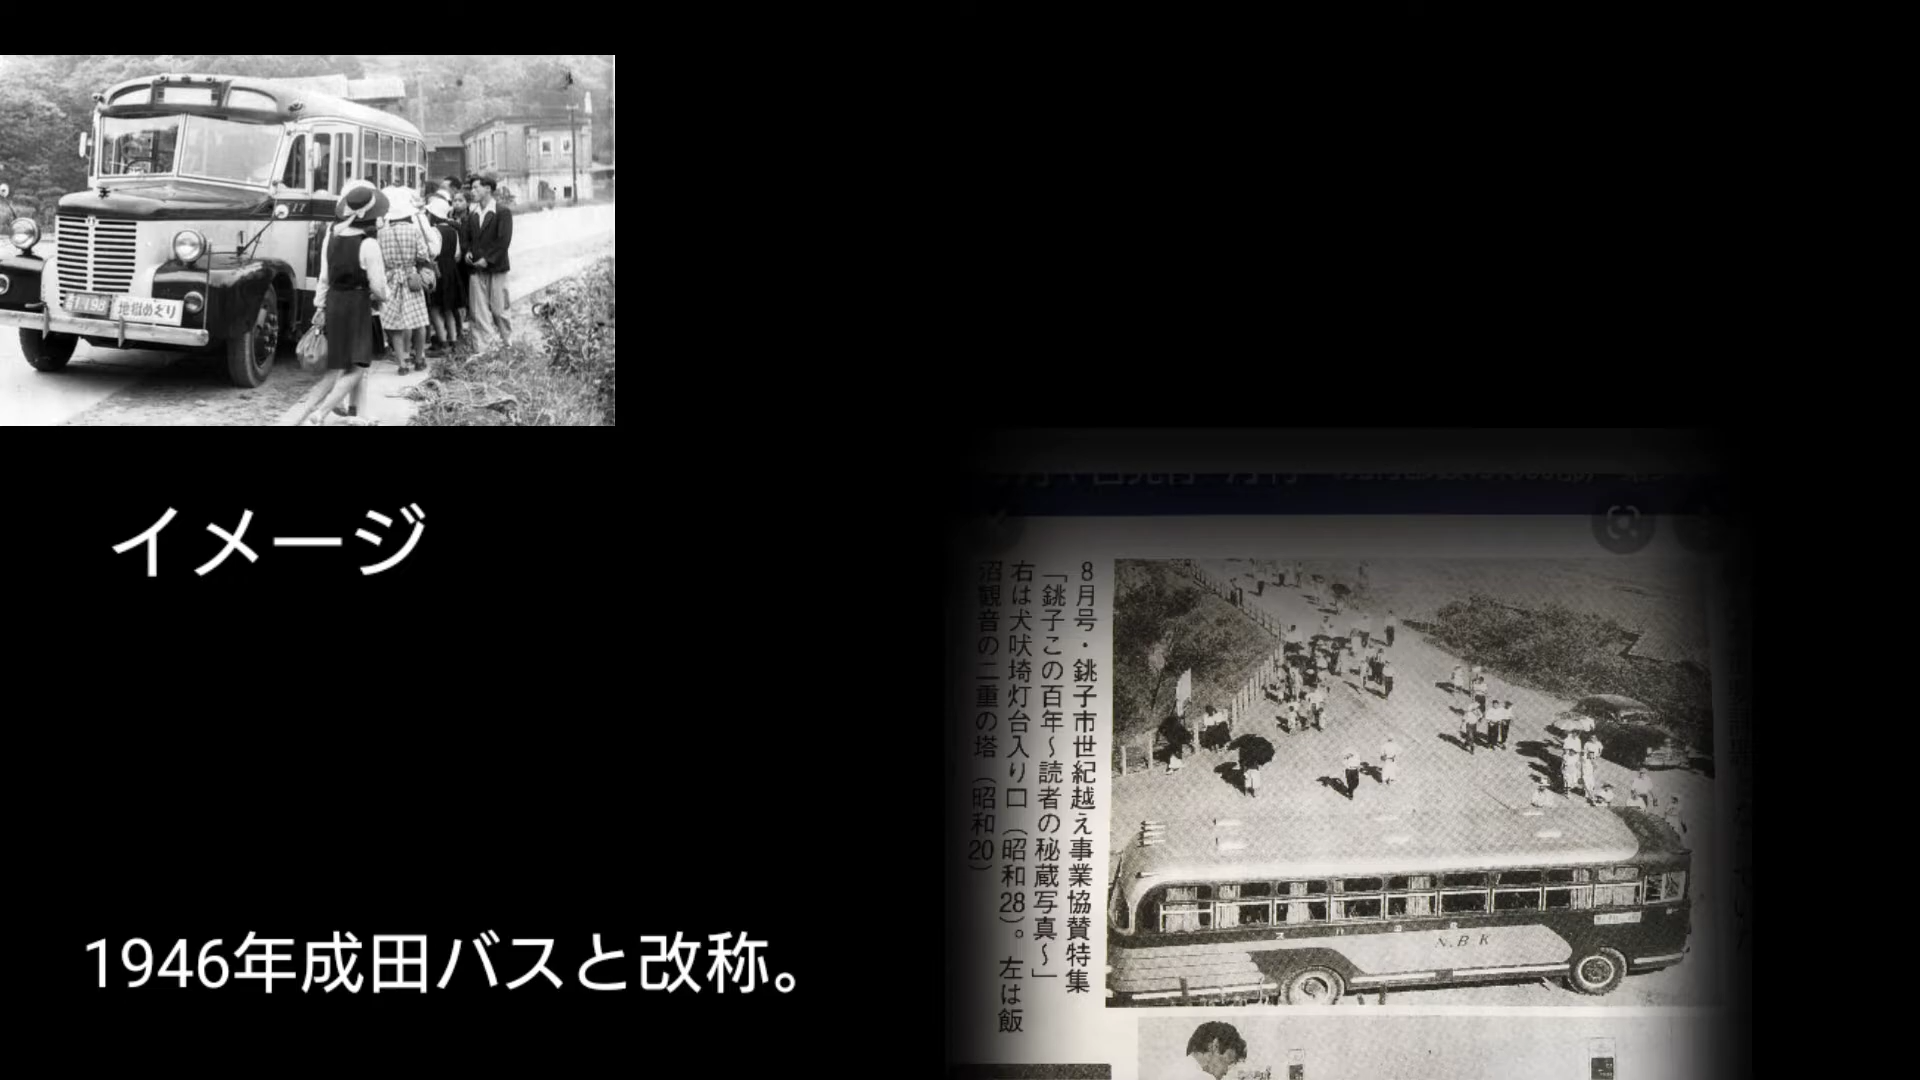 17
1198
地獄めぐり
イメージ
1946年成田バスと改称。
8月号・銚子市世紀越え事業協賛特集
「銚子この百年~読者の秘蔵写真~」
右は犬吠埼灯台入り口(昭和28)。左は飯
沼観音の二重の塔(昭和20)
N.B.K